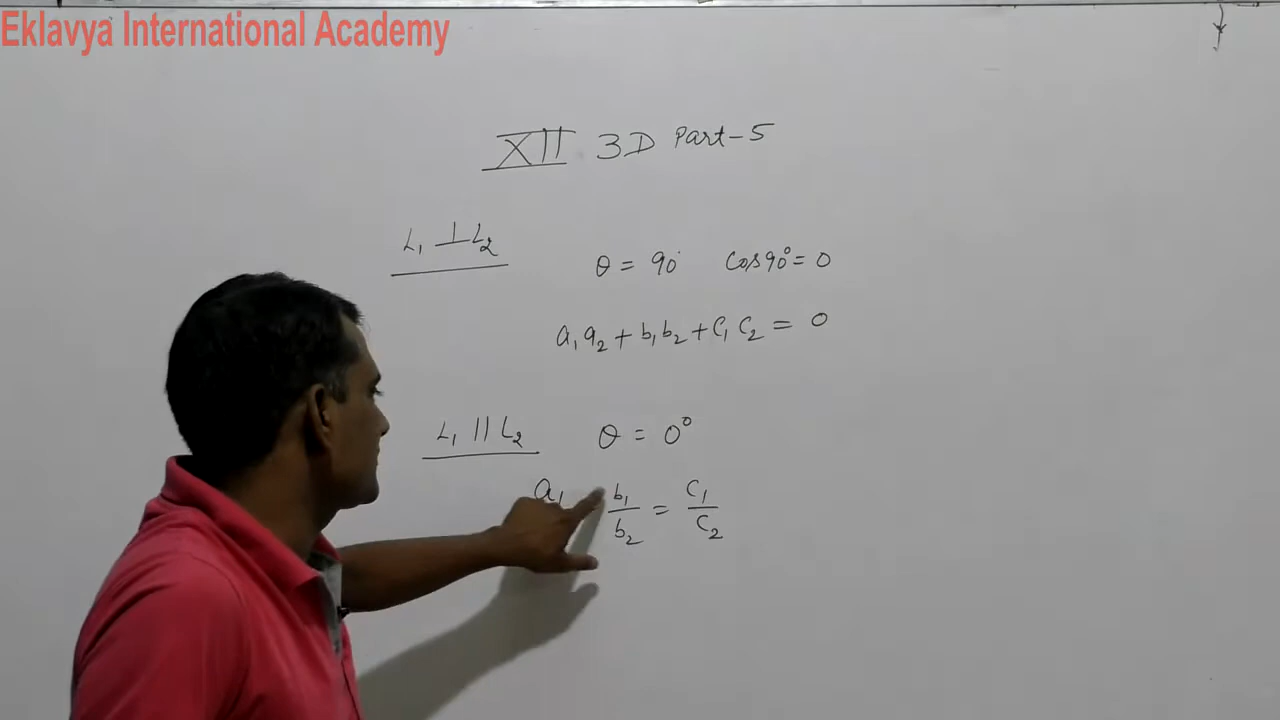 Eklavya International Academy
XII 3D Part-5
L₁ ⊥ L₂
θ = 90° cos90° = 0
a₁a₂ + b₁b₂ + c₁c₂ = 0
L₁ || L₂ θ = 0°
a₁ b₁/b₂ = c₁/c₂